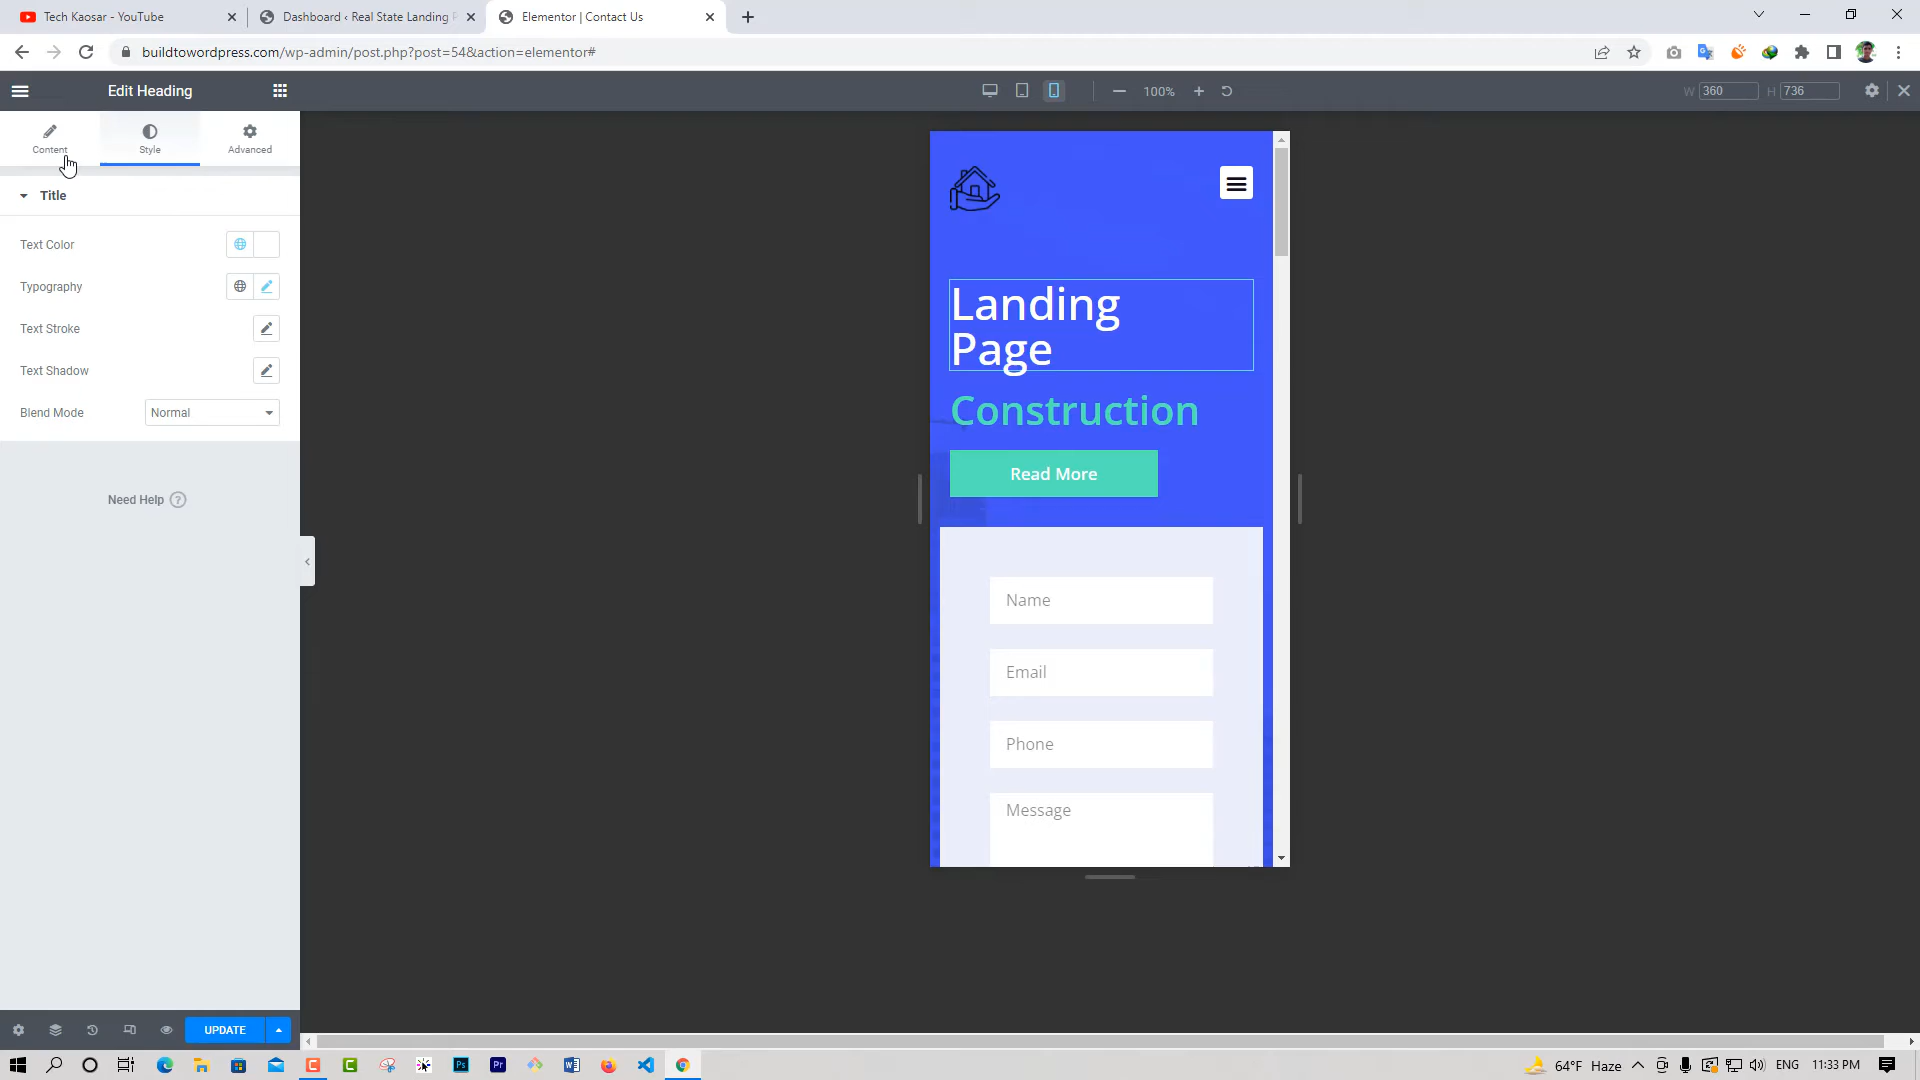 Tech Kaosar - YouTube
Dashboard ‹ Real State Landing P
Elementor | Contact Us
buildtowordpress.com/wp-admin/post.php?post=54&action=elementor#
Edit Heading
100%
W 360
H 736
Content
Style
Advanced
Title
Text Color
Typography
Text Stroke
Text Shadow
Blend Mode
Normal
Need Help
Landing
Page
Construction
Read More
Name
Email
Phone
Message
UPDATE
64°F Haze
ENG
11:33 PM